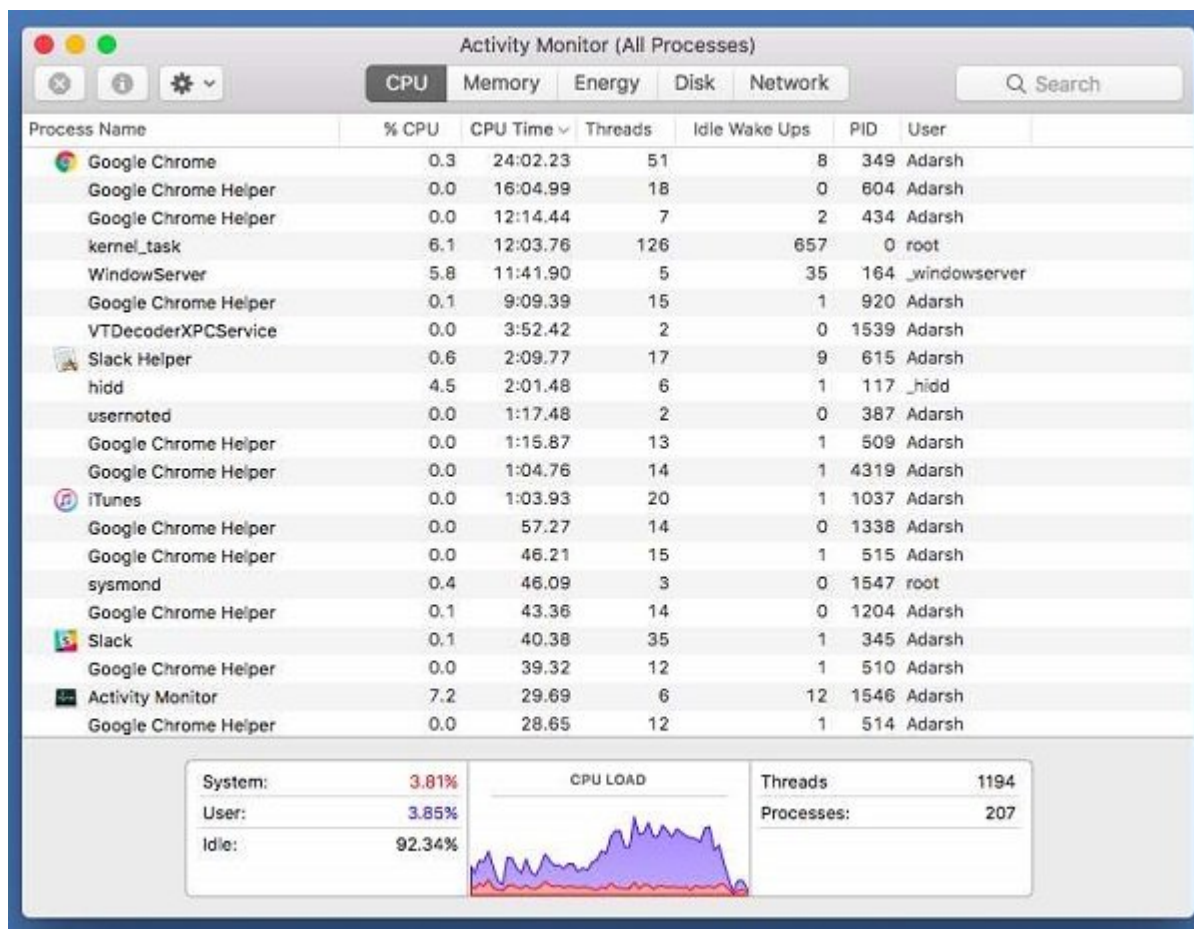 Activity Monitor (All Processes)
CPU Memory Energy Disk Network Search
Process Name % CPU CPU Time Threads Idle Wake Ups PID User
Google Chrome 0.3 24:02.23 51 8 349 Adarsh
Google Chrome Helper 0.0 16:04.99 18 0 604 Adarsh
Google Chrome Helper 0.0 12:14.44 7 2 434 Adarsh
kernel_task 6.1 12:03.76 126 657 0 root
WindowServer 5.8 11:41.90 5 35 164 _windowserver
Google Chrome Helper 0.1 9:09.39 15 1 920 Adarsh
VTDecoderXPCService 0.0 3:52.42 2 0 1539 Adarsh
Slack Helper 0.6 2:09.77 17 9 615 Adarsh
hidd 4.5 2:01.48 6 1 117 _hidd
usernoted 0.0 1:17.48 2 0 387 Adarsh
Google Chrome Helper 0.0 1:15.87 13 1 509 Adarsh
Google Chrome Helper 0.0 1:04.76 14 1 4319 Adarsh
iTunes 0.0 1:03.93 20 1 1037 Adarsh
Google Chrome Helper 0.0 57.27 14 0 1338 Adarsh
Google Chrome Helper 0.0 46.21 15 1 515 Adarsh
sysmond 0.4 46.09 3 0 1547 root
Google Chrome Helper 0.1 43.36 14 0 1204 Adarsh
Slack 0.1 40.38 35 1 345 Adarsh
Google Chrome Helper 0.0 39.32 12 1 510 Adarsh
Activity Monitor 7.2 29.69 6 12 1546 Adarsh
Google Chrome Helper 0.0 28.65 12 1 514 Adarsh
System: 3.81% CPU LOAD Threads 1194
User: 3.85% Processes: 207
Idle: 92.34%